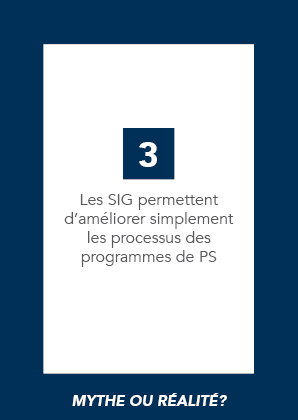 3
Les SIG permettent
d’améliorer simplement
les processus des
programmes de PS
MYTHE OU RÉALITÉ?